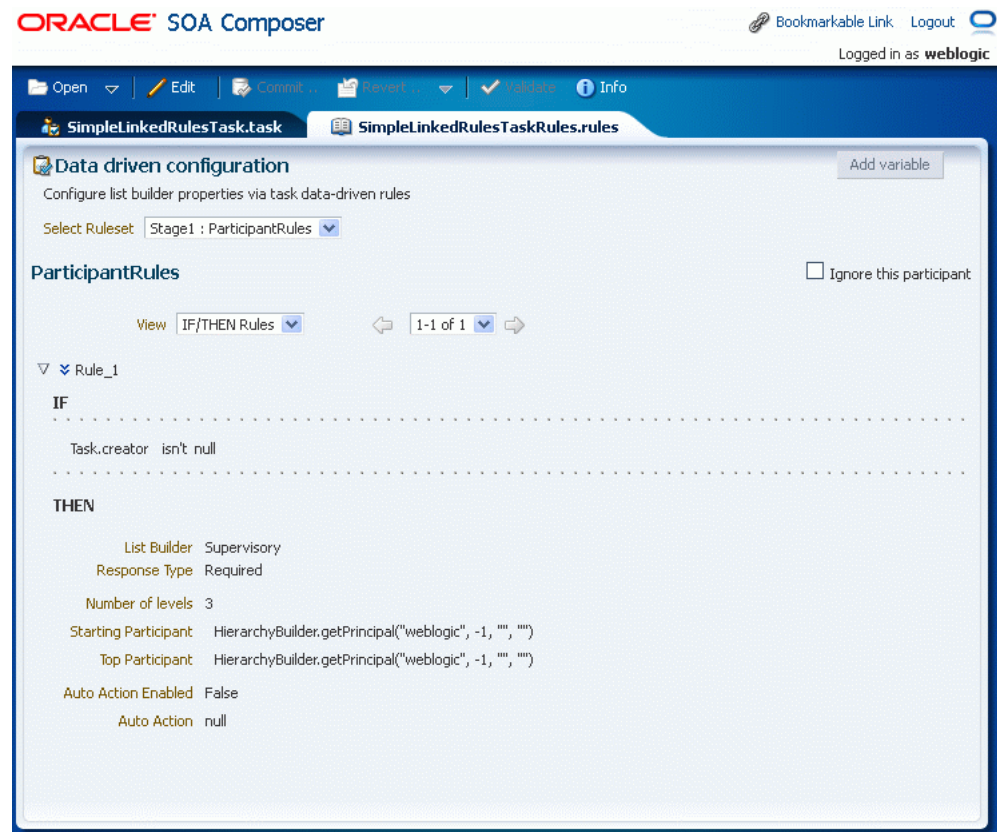 ORACLE SOA Composer
Bookmarkable Link Logout
Logged in as weblogic
Open Edit Commit .. Revert .. Validate Info
SimpleLinkedRulesTask.task SimpleLinkedRulesTaskRules.rules
Data driven configuration Add variable
Configure list builder properties via task data-driven rules
Select Ruleset Stage1 : ParticipantRules
ParticipantRules Ignore this participant
View IF/THEN Rules 1-1 of 1
Rule_1
IF
Task.creator isn't null
THEN
List Builder Supervisory
Response Type Required
Number of levels 3
Starting Participant HierarchyBuilder.getPrincipal("weblogic", -1, "", "")
Top Participant HierarchyBuilder.getPrincipal("weblogic", -1, "", "")
Auto Action Enabled False
Auto Action null